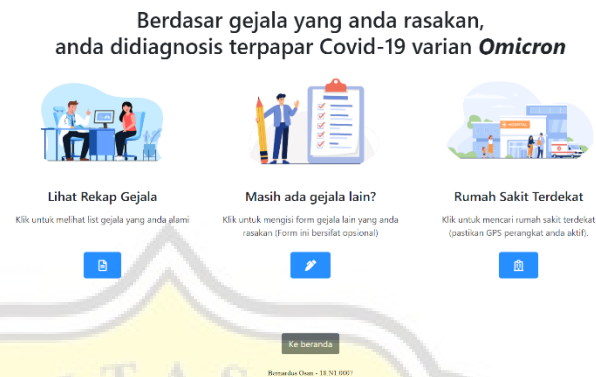 Berdasar gejala yang anda rasakan,
anda didiagnosis terpapar Covid-19 varian Omicron
HOSPITAL
Lihat Rekap Gejala
Klik untuk melihat list gejala yang anda alami
Masih ada gejala lain?
Klik untuk mengisi form gejala lain yang anda
rasakan (Form ini bersifat opsional)
Rumah Sakit Terdekat
Klik untuk mencari rumah sakit terdekat
(pastikan GPS perangkat anda aktif).
Ke beranda
T A S